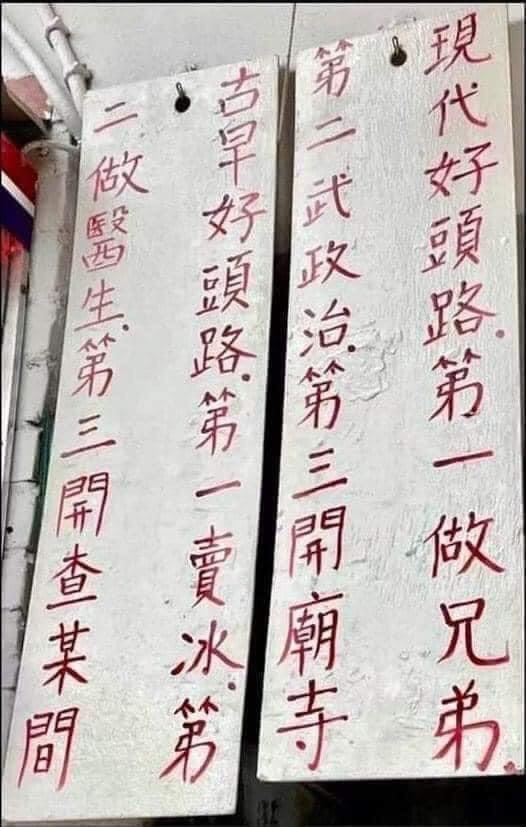 現代好頭路.第一做兄弟.
第二武政治.第三開廟寺
古早好頭路.第一賣冰.第
二做醫生.第三開查某間